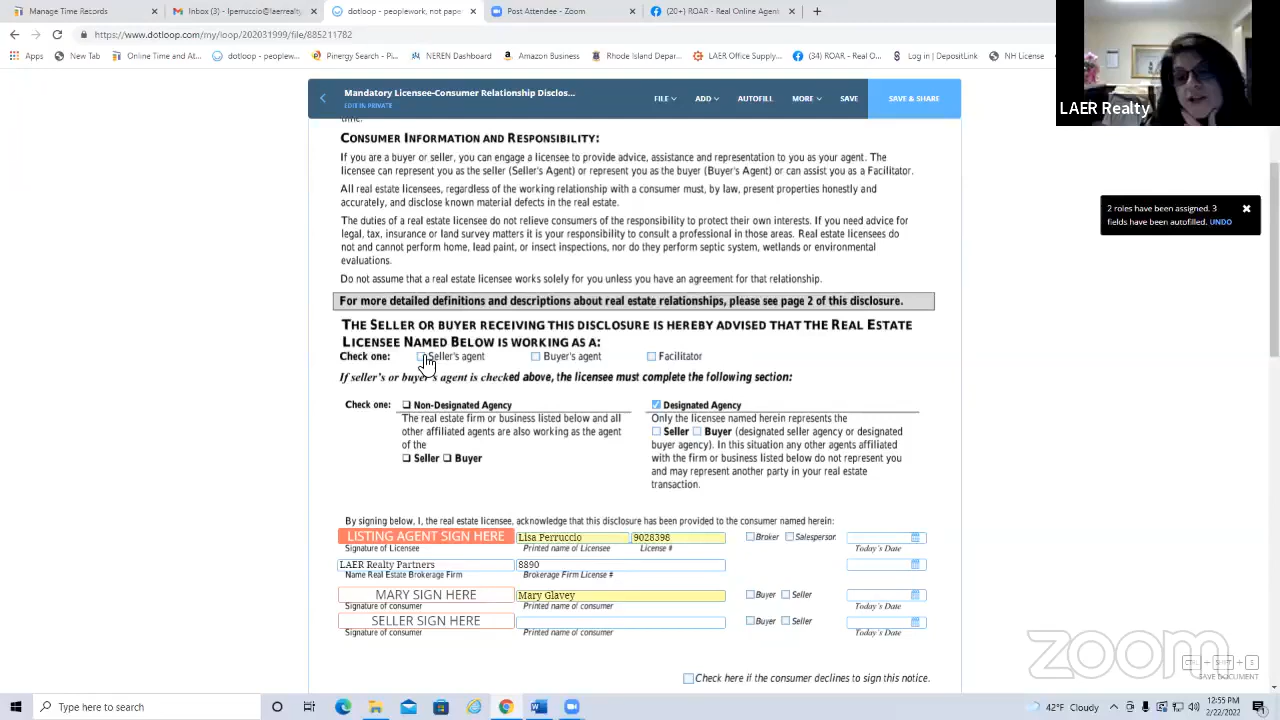 My Recordings - Zoom
Inbox (3) - lperruccio@laerrealty
dotloop: work, not paper
Post Attendee - Zoom
(20+) ROAR - Real Online Agent
https://www.dotloop.com/my/loop/202031999/file/885211782
Apps
New Tab
Online Time and At...
dotloop - peoplew...
Pinergy Search - Pi...
NEREN Dashboard
Amazon Business
Rhode Island Depar...
LAER Office Supply...
(34) ROAR - Real O...
Log in | DepositLink
NH License
LAER Realty
Mandatory Licensee-Consumer Relationship Disclos...
EDIT IN PRIVATE
FILE
ADD
AUTOFILL
MORE
SAVE
SAVE & SHARE
time.
CONSUMER INFORMATION AND RESPONSIBILITY:
If you are a buyer or seller, you can engage a licensee to provide advice, assistance and representation to you as your agent. The
licensee can represent you as the seller (Seller's Agent) or represent you as the buyer (Buyer's Agent) or can assist you as a Facilitator.
All real estate licensees, regardless of the working relationship with a consumer must, by law, present properties honestly and
accurately, and disclose known material defects in the real estate.
The duties of a real estate licensee do not relieve consumers of the responsibility to protect their own interests. If you need advice for
legal, tax, insurance or land survey matters it is your responsibility to consult a professional in those areas. Real estate licensees do
not and cannot perform home, lead paint, or insect inspections, nor do they perform septic system, wetlands or environmental
evaluations.
Do not assume that a real estate licensee works solely for you unless you have an agreement for that relationship.
For more detailed definitions and descriptions about real estate relationships, please see page 2 of this disclosure.
THE SELLER OR BUYER RECEIVING THIS DISCLOSURE IS HEREBY ADVISED THAT THE REAL ESTATE
LICENSEE NAMED BELOW IS WORKING AS A:
Check one:
Seller's agent
Buyer's agent
Facilitator
If seller's or buyer's agent is checked above, the licensee must complete the following section:
Check one:
Non-Designated Agency
The real estate firm or business listed below and all
other affiliated agents are also working as the agent
of the
Seller Buyer
Designated Agency
Only the licensee named herein represents the
Seller Buyer (designated seller agency or designated
buyer agency). In this situation any other agents affiliated
with the firm or business listed below do not represent you
and may represent another party in your real estate
transaction.
By signing below, I, the real estate licensee, acknowledge that this disclosure has been provided to the consumer named herein:
LISTING AGENT SIGN HERE
Lisa Perruccio
9028398
Broker
Salesperson
Signature of Licensee
Printed name of Licensee
License #
Today's Date
LAER Realty Partners
8890
Name Real Estate Brokerage Firm
Brokerage Firm License #
MARY SIGN HERE
Mary Glavey
Buyer
Seller
Signature of consumer
Printed name of consumer
Today's Date
SELLER SIGN HERE
Buyer
Seller
Signature of consumer
Printed name of consumer
Today's Date
Check here if the consumer declines to sign this notice.
2 roles have been assigned. 3
fields have been autofilled. UNDO
zoom
CTRL + SHIFT + S
SAVE DOCUMENT
Type here to search
42°F Cloudy
12:55 PM
2/22/2022